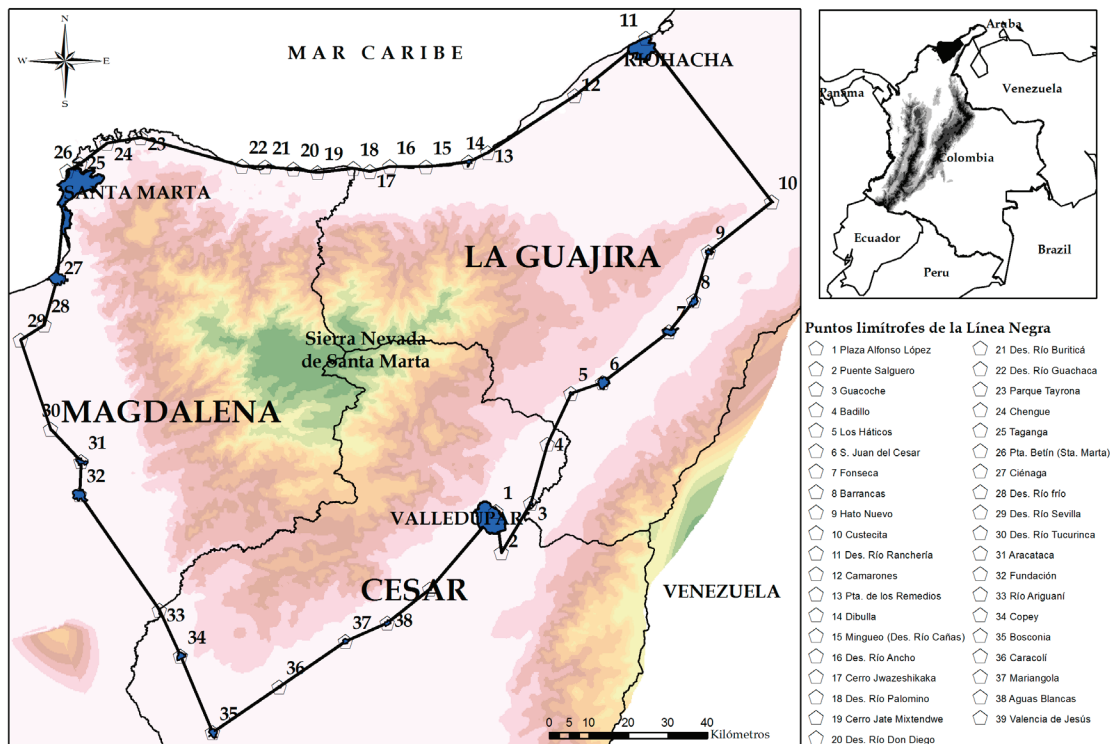 N
W
E
S
MAR CARIBE
11
RIOHACHA
12
26
25
24
23
22
21
20
19
18
17
16
15
14
13
SANTA MARTA
10
LA GUAJIRA
9
27
8
28
7
29
Sierra Nevada
de Santa Marta
6
5
MAGDALENA
30
4
31
32
1
VALLEDUPAR
3
2
CESAR
VENEZUELA
33
37
38
34
36
35
0 5 10 20 30 40
Kilómetros
Aruba
Panama
Venezuela
Colombia
Ecuador
Peru
Brazil
Puntos limítrofes de la Línea Negra
1 Plaza Alfonso López
2 Puente Salguero
3 Guacoche
4 Badillo
5 Los Háticos
6 S. Juan del Cesar
7 Fonseca
8 Barrancas
9 Hato Nuevo
10 Custecita
11 Des. Río Ranchería
12 Camarones
13 Pta. de los Remedios
14 Dibulla
15 Mingueo (Des. Río Cañas)
16 Des. Río Ancho
17 Cerro Jwazeshikaka
18 Des. Río Palomino
19 Cerro Jate Mixtendwe
20 Des. Río Don Diego
21 Des. Río Buriticá
22 Des. Río Guachaca
23 Parque Tayrona
24 Chengue
25 Taganga
26 Pta. Betín (Sta. Marta)
27 Ciénaga
28 Des. Río frío
29 Des. Río Sevilla
30 Des. Río Tucurinca
31 Aracataca
32 Fundación
33 Río Ariguaní
34 Copey
35 Bosconia
36 Caracolí
37 Mariangola
38 Aguas Blancas
39 Valencia de Jesús